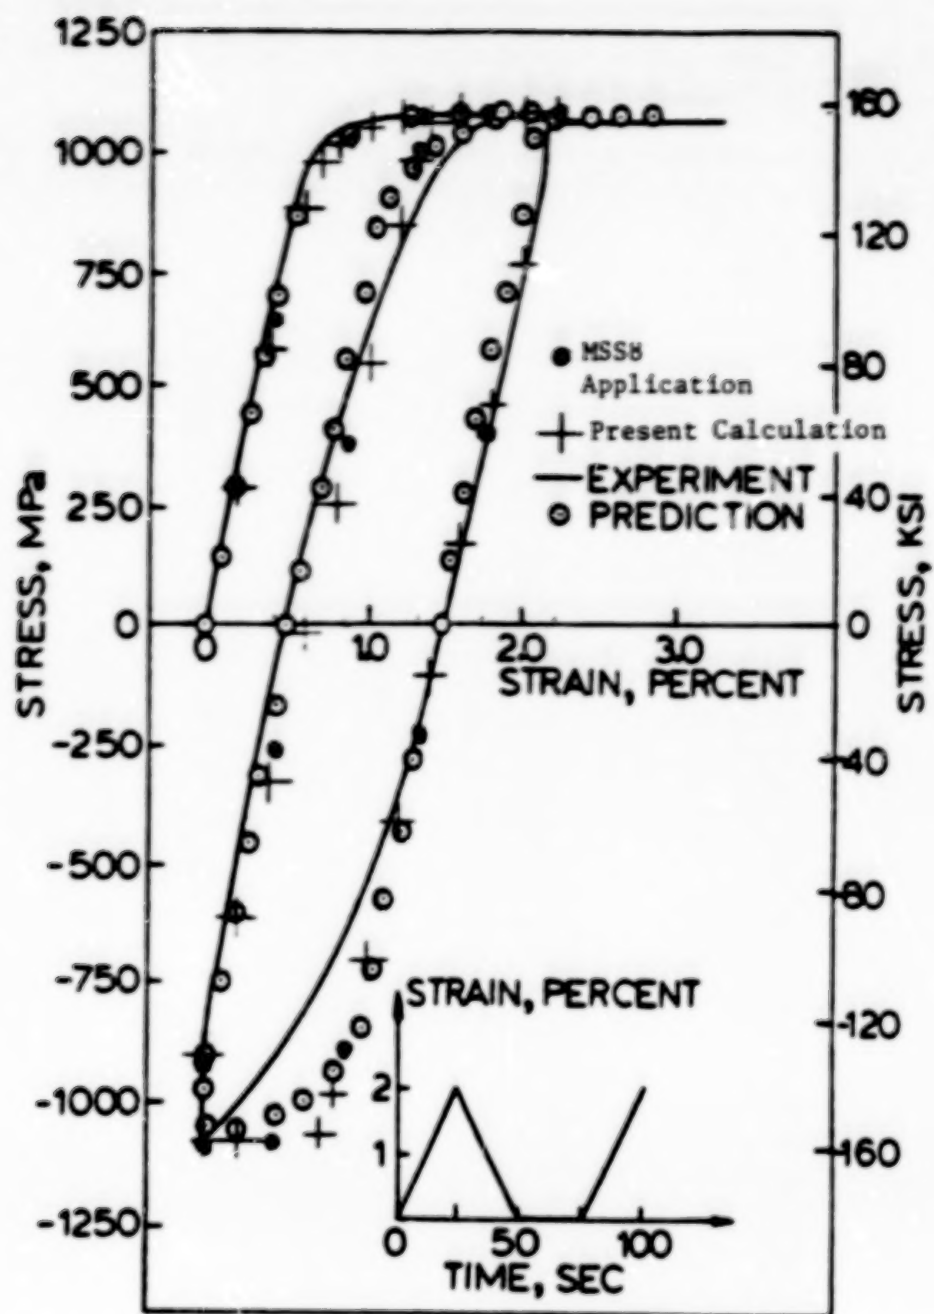 1250
1000
750
500
250
0
-250
-500
-750
-1000
-1250
STRESS, MPa
160
120
80
40
0
-40
-80
-120
-160
STRESS, KSI
0
1.0
2.0
3.0
STRAIN, PERCENT
MSS8
Application
Present Calculation
EXPERIMENT
PREDICTION
STRAIN, PERCENT
2
1
0
50
100
TIME, SEC